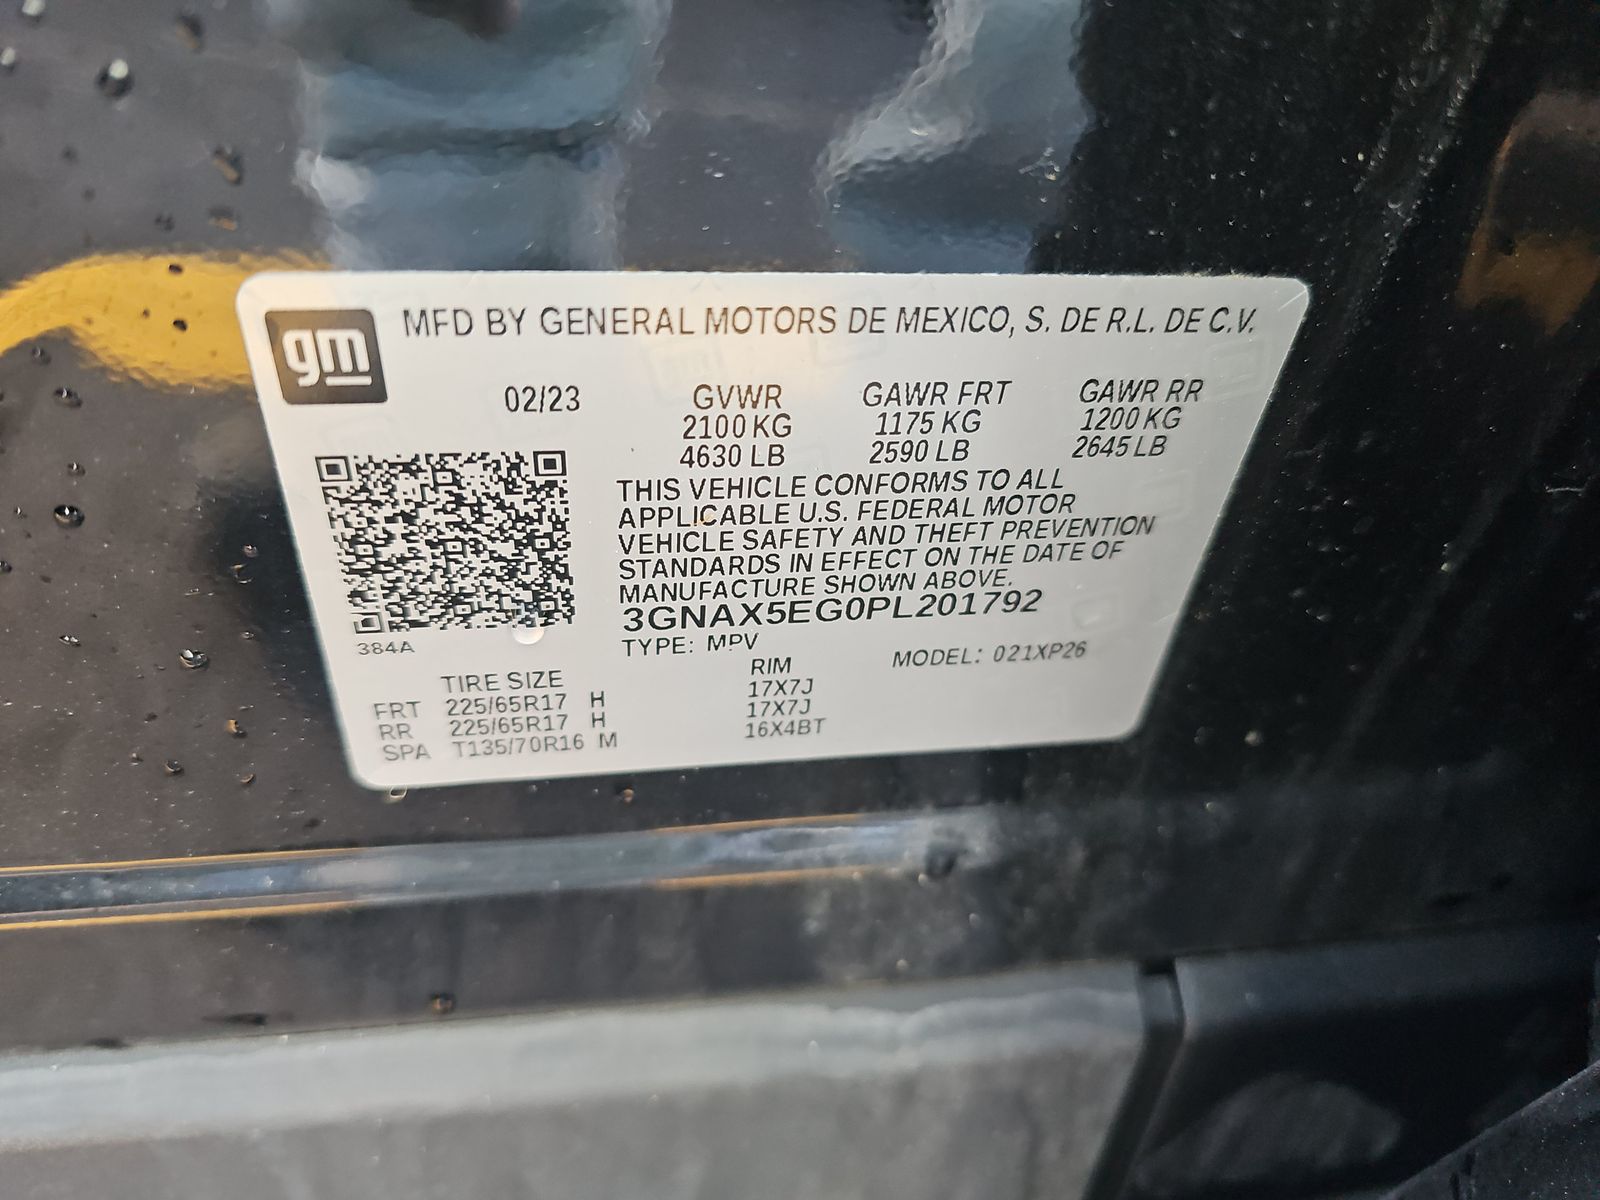 gm
MFD BY GENERAL MOTORS DE MEXICO, S. DE R.L. DE C.V.
02/23 GVWR GAWR FRT GAWR RR
2100 KG 1175 KG 1200 KG
4630 LB 2590 LB 2645 LB
THIS VEHICLE CONFORMS TO ALL
APPLICABLE U.S. FEDERAL MOTOR
VEHICLE SAFETY AND THEFT PREVENTION
STANDARDS IN EFFECT ON THE DATE OF
MANUFACTURE SHOWN ABOVE.
3GNAX5EG0PL201792
384A TYPE: MPV MODEL: 021XP26
TIRE SIZE RIM
FRT 225/65R17 H 17X7J
RR 225/65R17 H 17X7J
SPA T135/70R16 M 16X4BT